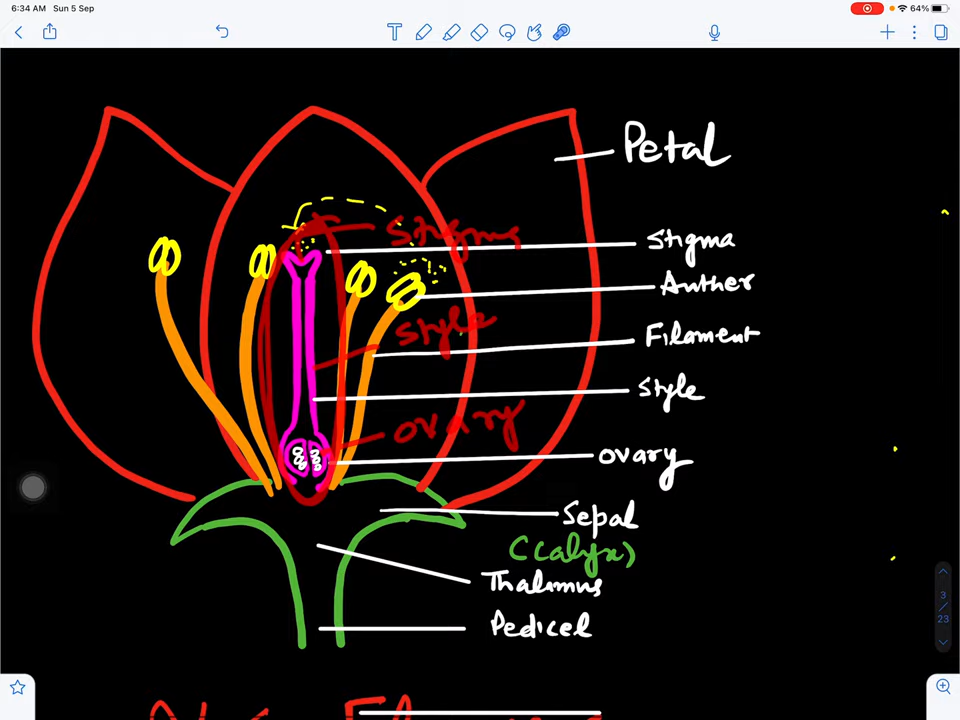 6:34 AM Sun 5 Sep
64%
T
Petal
Stigma
Stigma
Anther
Style
Filament
Style
ovary
ovary
Sepal
(Calyx)
Thalamus
Pedicel
3
/
23